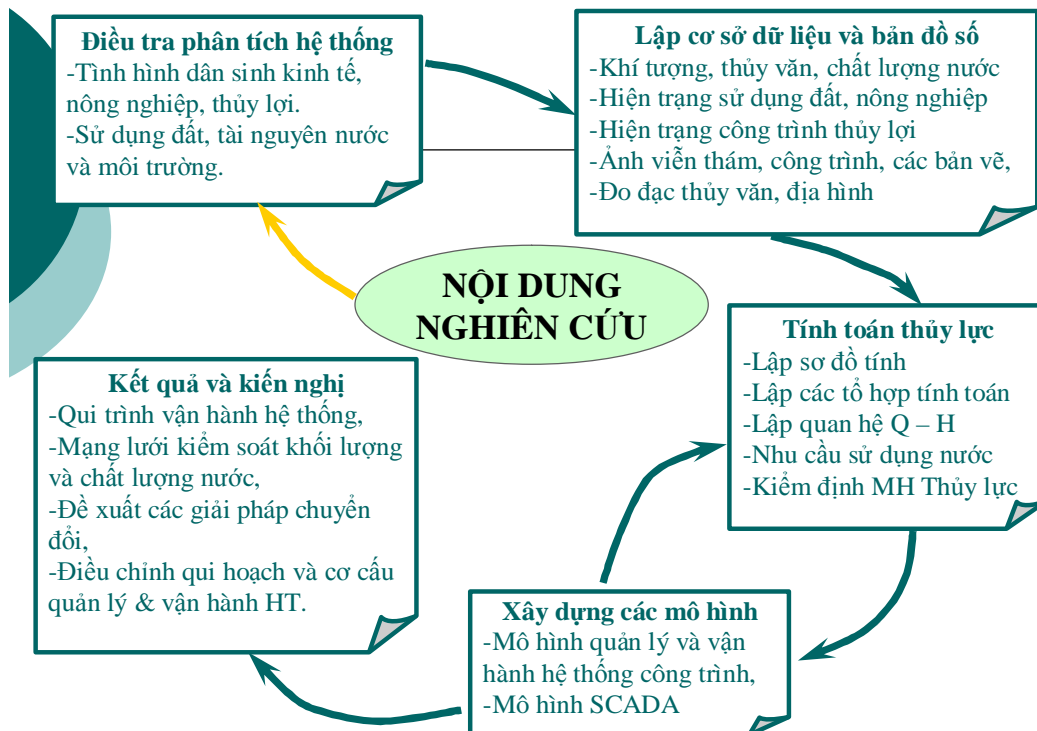 Điều tra phân tích hệ thống
-Tình hình dân sinh kinh tế,
nông nghiệp, thủy lợi.
-Sử dụng đất, tài nguyên nước
và môi trường.
Lập cơ sở dữ liệu và bản đồ số
-Khí tượng, thủy văn, chất lượng nước
-Hiện trạng sử dụng đất, nông nghiệp
-Hiện trạng công trình thủy lợi
-Ảnh viễn thám, công trình, các bản vẽ,
-Đo đạc thủy văn, địa hình
NỘI DUNG
NGHIÊN CỨU
Tính toán thủy lực
-Lập sơ đồ tính
-Lập các tổ hợp tính toán
-Lập quan hệ Q – H
-Nhu cầu sử dụng nước
-Kiểm định MH Thủy lực
Xây dựng các mô hình
-Mô hình quản lý và vận
hành hệ thống công trình,
-Mô hình SCADA
Kết quả và kiến nghị
-Qui trình vận hành hệ thống,
-Mạng lưới kiểm soát khối lượng
và chất lượng nước,
-Đề xuất các giải pháp chuyển
đổi,
-Điều chỉnh qui hoạch và cơ cấu
quản lý & vận hành HT.